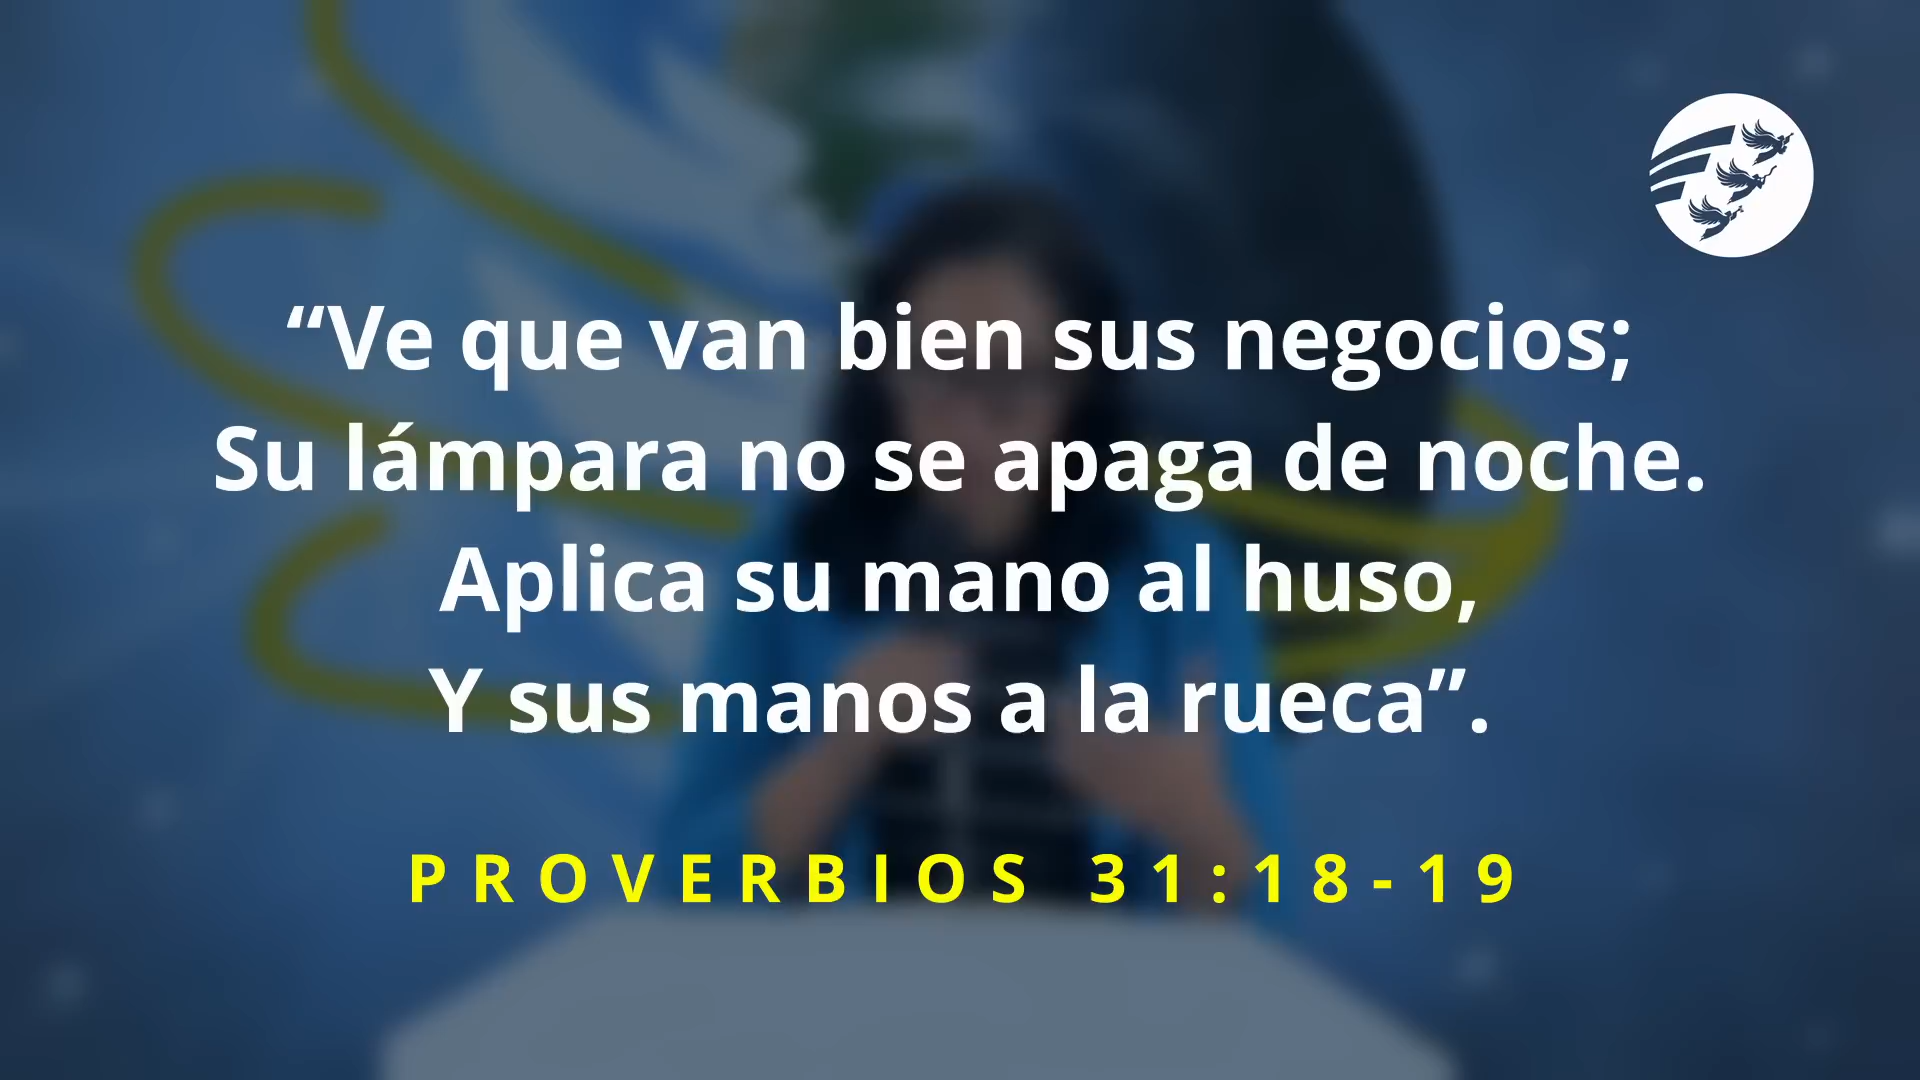 “Ve que van bien sus negocios;
Su lámpara no se apaga de noche.
Aplica su mano al huso,
Y sus manos a la rueca”.
PROVERBIOS 31:18-19